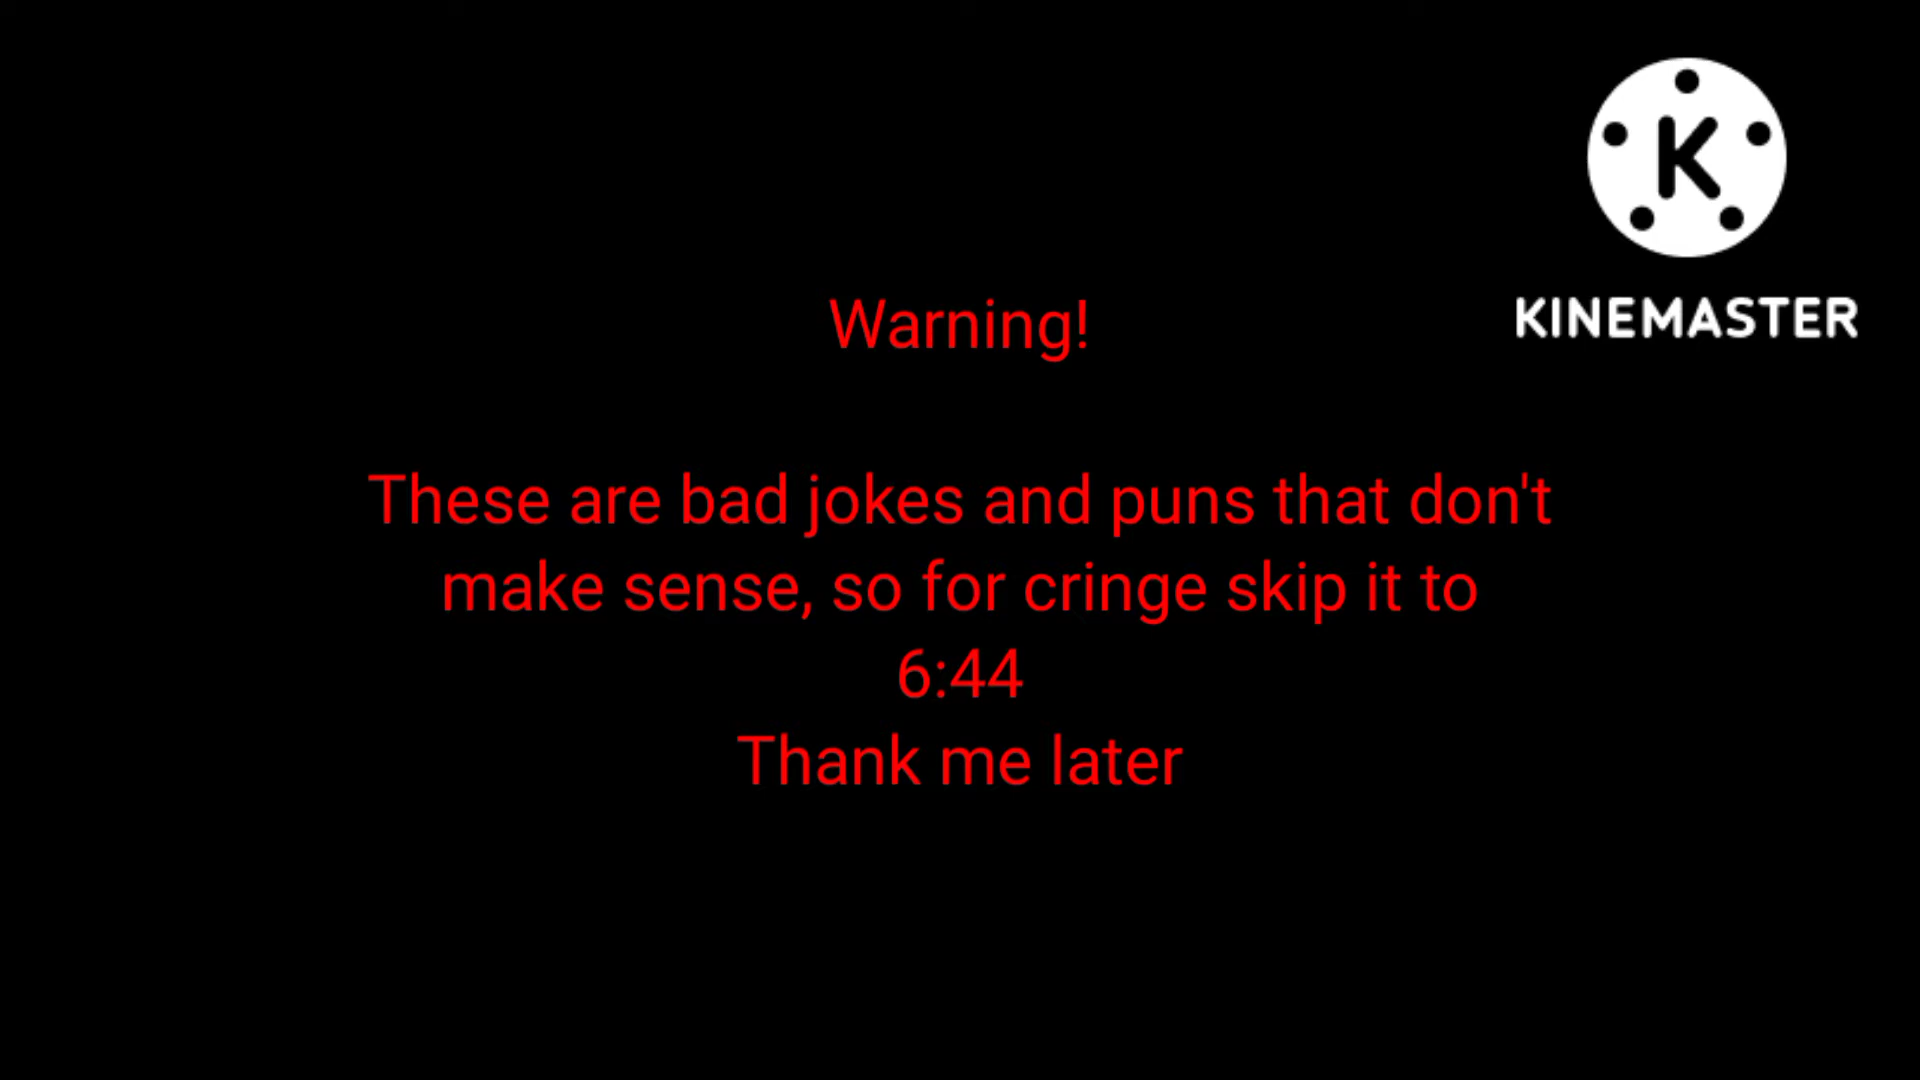 K
KINEMASTER
Warning!
These are bad jokes and puns that don't
make sense, so for cringe skip it to
6:44
Thank me later